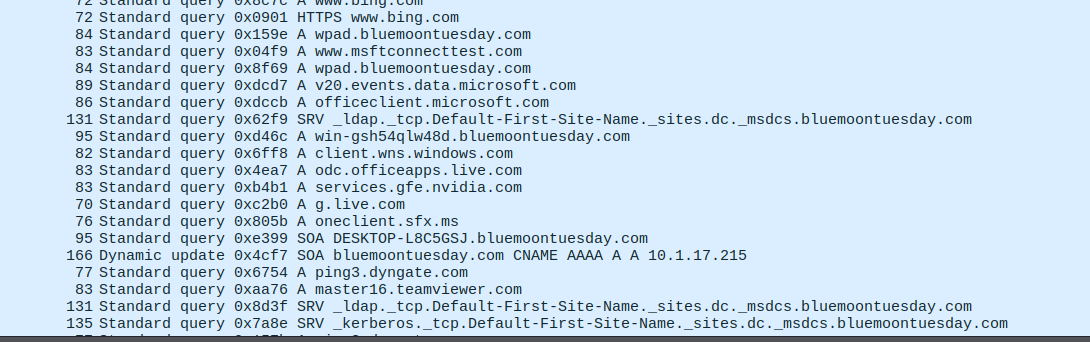 72 Standard query 0x8c7c A www.bing.com
72 Standard query 0x0901 HTTPS www.bing.com
84 Standard query 0x159e A wpad.bluemoontuesday.com
83 Standard query 0x04f9 A www.msftconnecttest.com
84 Standard query 0x8f69 A wpad.bluemoontuesday.com
89 Standard query 0xdcd7 A v20.events.data.microsoft.com
86 Standard query 0xdccb A officeclient.microsoft.com
131 Standard query 0x62f9 SRV _ldap._tcp.Default-First-Site-Name._sites.dc._msdcs.bluemoontuesday.com
95 Standard query 0xd46c A win-gsh54qlw48d.bluemoontuesday.com
82 Standard query 0x6ff8 A client.wns.windows.com
83 Standard query 0x4ea7 A odc.officeapps.live.com
83 Standard query 0xb4b1 A services.gfe.nvidia.com
70 Standard query 0xc2b0 A g.live.com
76 Standard query 0x805b A oneclient.sfx.ms
95 Standard query 0xe399 SOA DESKTOP-L8C5GSJ.bluemoontuesday.com
166 Dynamic update 0x4cf7 SOA bluemoontuesday.com CNAME AAAA A A 10.1.17.215
77 Standard query 0x6754 A ping3.dyngate.com
83 Standard query 0xaa76 A master16.teamviewer.com
131 Standard query 0x8d3f SRV _ldap._tcp.Default-First-Site-Name._sites.dc._msdcs.bluemoontuesday.com
135 Standard query 0x7a8e SRV _kerberos._tcp.Default-First-Site-Name._sites.dc._msdcs.bluemoontuesday.com